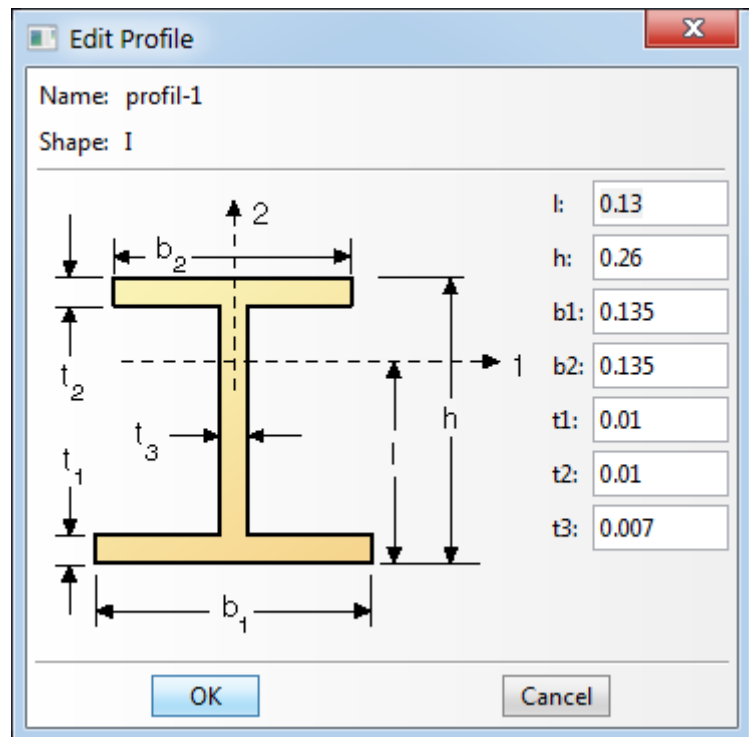 Edit Profile
x
Name: profil-1
Shape: I
2
b2
t2
1
t3
h
l
t1
b1
l: 0.13
h: 0.26
b1: 0.135
b2: 0.135
t1: 0.01
t2: 0.01
t3: 0.007
OK Cancel